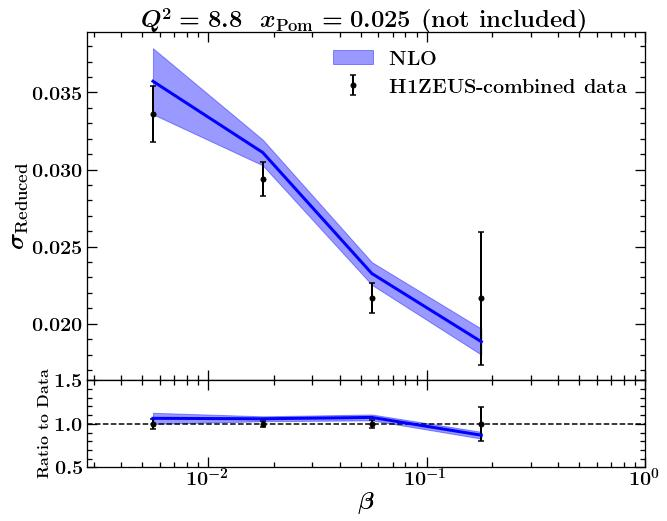 Q² = 8.8 x_Pom = 0.025 (not included)
NLO
H1ZEUS-combined data
0.035
0.030
0.025
0.020
σ_Reduced
1.5
1.0
0.5
Ratio to Data
10⁻² 10⁻¹ 10⁰
β